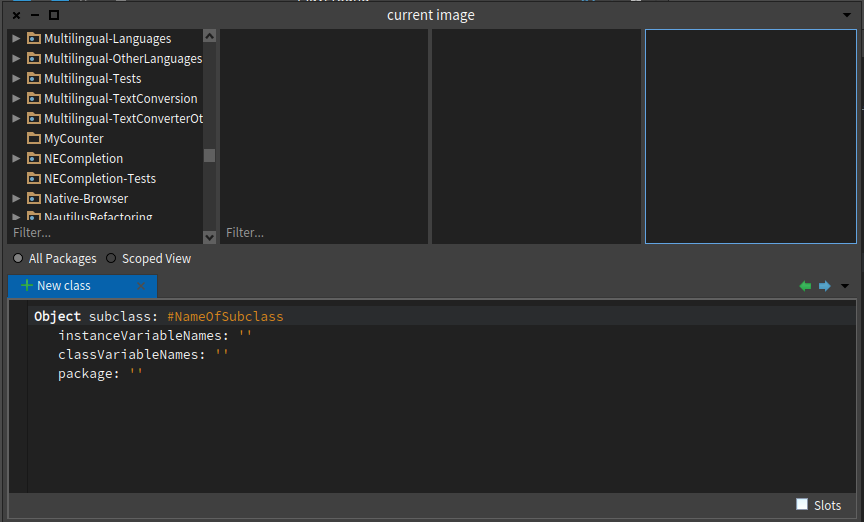 current image
Multilingual-Languages
Multilingual-OtherLanguages
Multilingual-Tests
Multilingual-TextConversion
Multilingual-TextConverterOt
MyCounter
NECompletion
NECompletion-Tests
Native-Browser
NautilusRefactoring
Filter...
Filter...
All Packages Scoped View
New class
Object subclass: #NameOfSubclass
instanceVariableNames: ''
classVariableNames: ''
package: ''
Slots